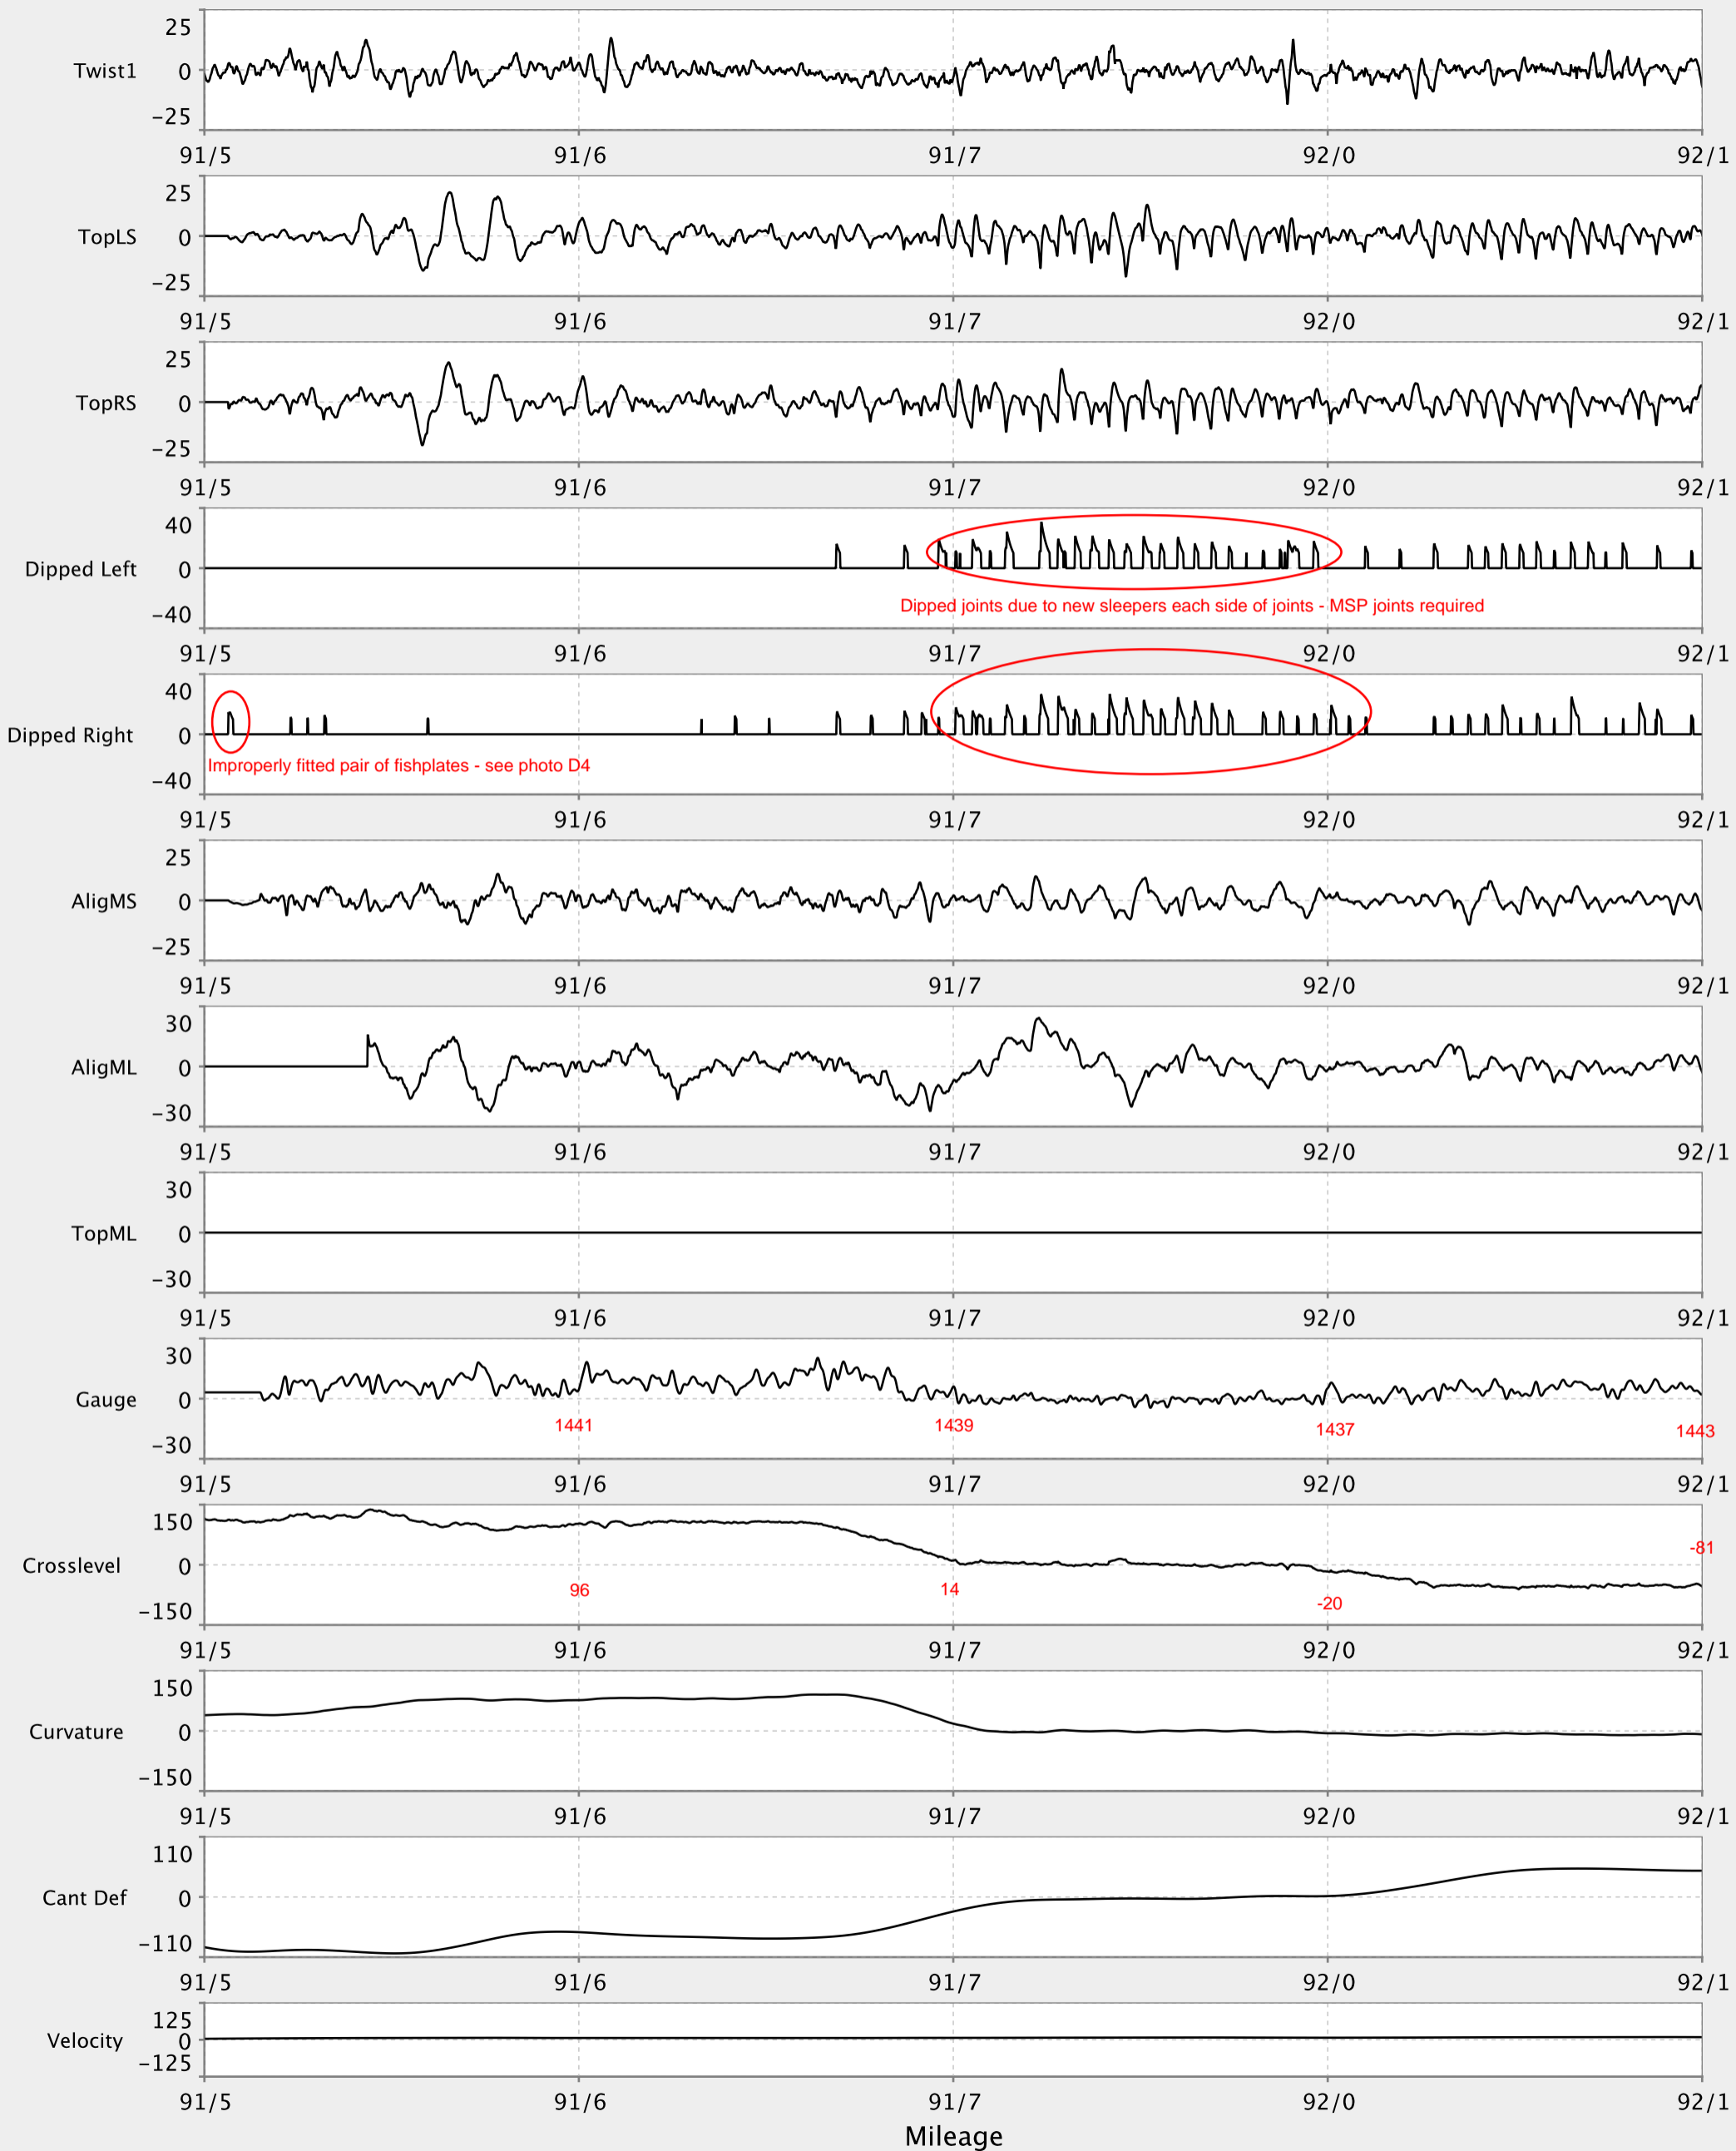 25
Twist1
0
−25
91/5 91/6 91/7 92/0 92/1
25
TopLS
0
−25
91/5 91/6 91/7 92/0 92/1
25
TopRS
0
−25
91/5 91/6 91/7 92/0 92/1
40
Dipped Left
0
Dipped joints due to new sleepers each side of joints - MSP joints required
−40
91/5 91/6 91/7 92/0 92/1
40
Dipped Right
0
Improperly fitted pair of fishplates - see photo D4
−40
91/5 91/6 91/7 92/0 92/1
25
AligMS
0
−25
91/5 91/6 91/7 92/0 92/1
30
AligML
0
−30
91/5 91/6 91/7 92/0 92/1
30
TopML
0
−30
91/5 91/6 91/7 92/0 92/1
30
Gauge
0
1441 1439 1437 1443
−30
91/5 91/6 91/7 92/0 92/1
150
-81
Crosslevel
0
96 14 -20
−150
91/5 91/6 91/7 92/0 92/1
150
Curvature
0
−150
91/5 91/6 91/7 92/0 92/1
110
Cant Def
0
−110
91/5 91/6 91/7 92/0 92/1
125
Velocity
0
−125
91/5 91/6 91/7 92/0 92/1
Mileage